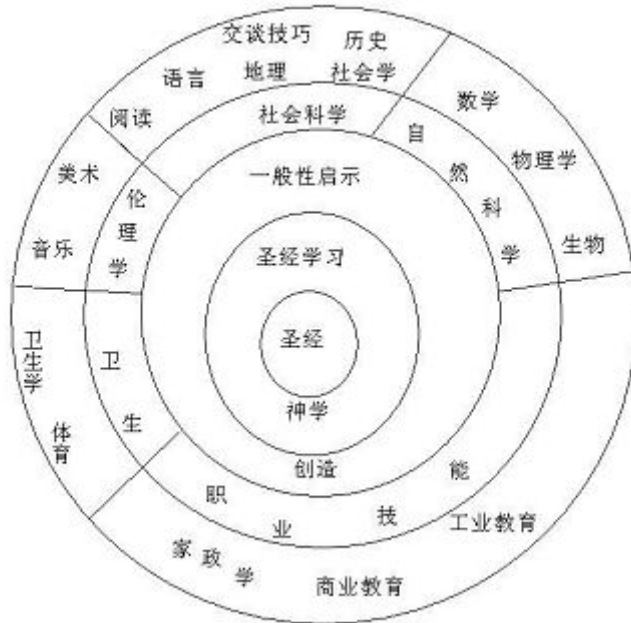 交谈技巧
历史
语言
地理
社会学
阅读
社会科学
数学
自然科学
物理学
生物
美术
音乐
伦理学
一般性启示
圣经学习
圣经
神学
创造
卫生学
体育
卫生
职业技能
工业教育
家政学
商业教育